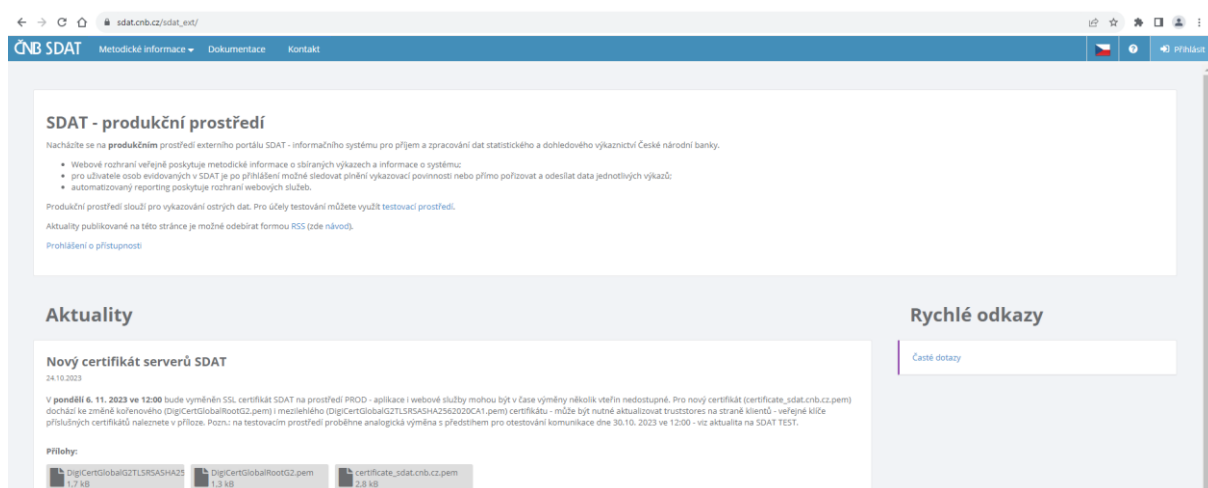 sdat.cnb.cz/sdat_ext/
ČNB SDAT Metodické informace Dokumentace Kontakt Přihlásit
SDAT - produkční prostředí
Nacházíte se na produkčním prostředí externího portálu SDAT - informačního systému pro příjem a zpracování dat statistického a dohledového výkaznictví České národní banky.
Webové rozhraní veřejně poskytuje metodické informace o sbíraných výkazech a informace o systému;
pro uživatele osob evidovaných v SDAT je po přihlášení možné sledovat plnění vykazovací povinnosti nebo přímo pořizovat a odesílat data jednotlivých výkazů;
automatizovaný reporting poskytuje rozhraní webových služeb.
Produkční prostředí slouží pro vykazování ostrých dat. Pro účely testování můžete využít testovací prostředí.
Aktuality publikované na této stránce je možné odebírat formou RSS (zde návod).
Prohlášení o přístupnosti
Aktuality
Rychlé odkazy
Nový certifikát serverů SDAT
Časté dotazy
24.10.2023
V pondělí 6. 11. 2023 ve 12:00 bude vyměněn SSL certifikát SDAT na prostředí PROD - aplikace i webové služby mohou být v čase výměny několik vteřin nedostupné. Pro nový certifikát (certificate_sdat.cnb.cz.pem)
dochází ke změně kořenového (DigiCertGlobalRootG2.pem) i mezilehlého (DigiCertGlobalG2TLSRSASHA2562020CA1.pem) certifikátu - může být nutné aktualizovat truststores na straně klientů - veřejné klíče
příslušných certifikátů naleznete v příloze. Pozn.: na testovacím prostředí proběhne analogická výměna s předstihem pro otestování komunikace dne 30.10. 2023 ve 12:00 - viz aktualita na SDAT TEST.
Přílohy:
DigiCertGlobalG2TLSRSASHA25 DigiCertGlobalRootG2.pem certificate_sdat.cnb.cz.pem
1,7 kB 1,3 kB 2,8 kB